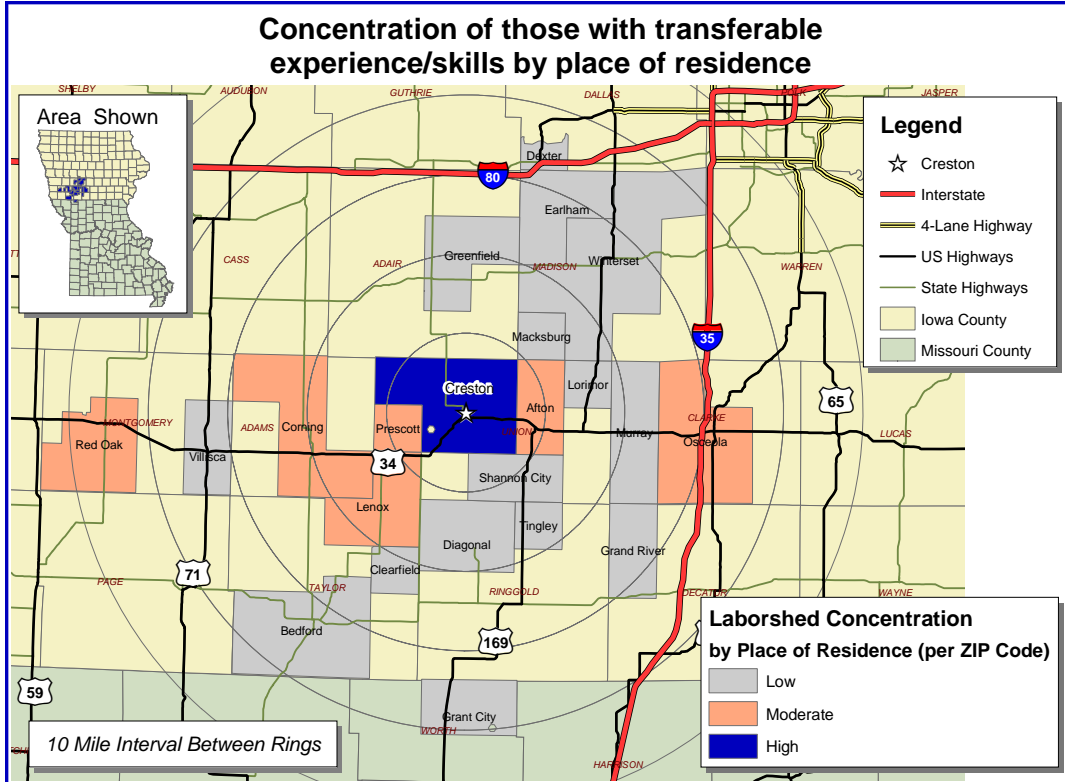 Concentration of those with transferable
experience/skills by place of residence
SHELBY
AUDUBON
GUTHRIE
DALLAS
POLK
JASPER
Area Shown
Legend
Creston
Interstate
4-Lane Highway
US Highways
State Highways
Iowa County
Missouri County
Dexter
80
Earlham
CASS
ADAIR
Greenfield
MADISON
Winterset
WARREN
Macksburg
35
Creston
Lorimor
65
Afton
CLARKE
MONTGOMERY
ADAMS
Corning
Prescott
UNION
Murray
Osceola
LUCAS
Red Oak
Villisca
34
Shannon City
Lenox
Tingley
Diagonal
Grand River
Clearfield
71
PAGE
TAYLOR
RINGGOLD
DECATUR
WAYNE
Bedford
169
Laborshed Concentration
by Place of Residence (per ZIP Code)
Low
Moderate
High
59
Grant City
WORTH
10 Mile Interval Between Rings
HARRISON